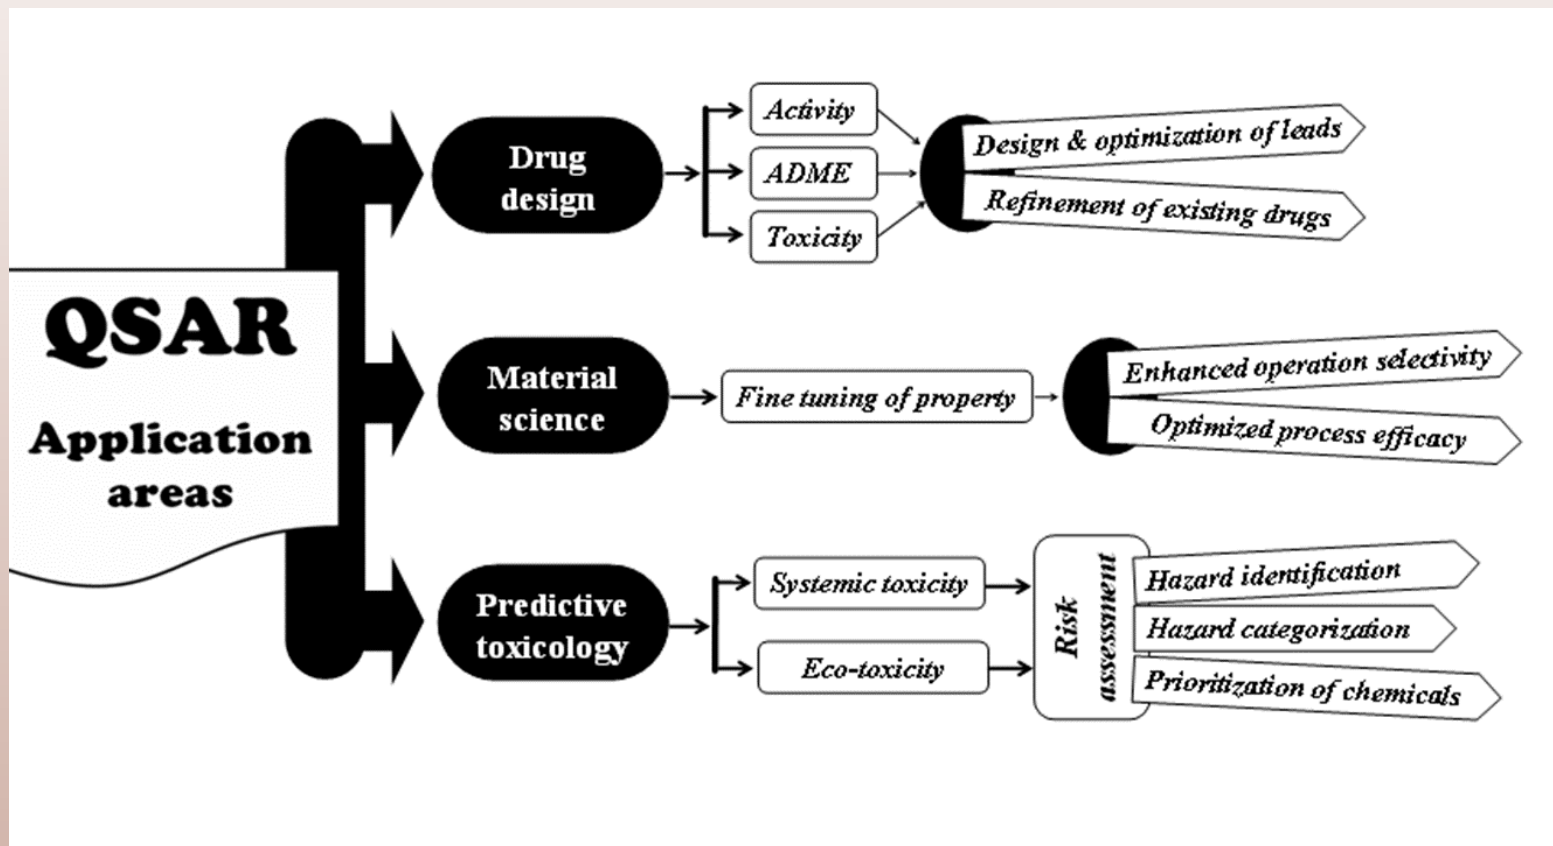 QSAR
Application
areas
Drug
design
Activity
ADME
Toxicity
Design & optimization of leads
Refinement of existing drugs
Material
science
Fine tuning of property
Enhanced operation selectivity
Optimized process efficacy
Predictive
toxicology
Systemic toxicity
Eco-toxicity
Risk
assessment
Hazard identification
Hazard categorization
Prioritization of chemicals